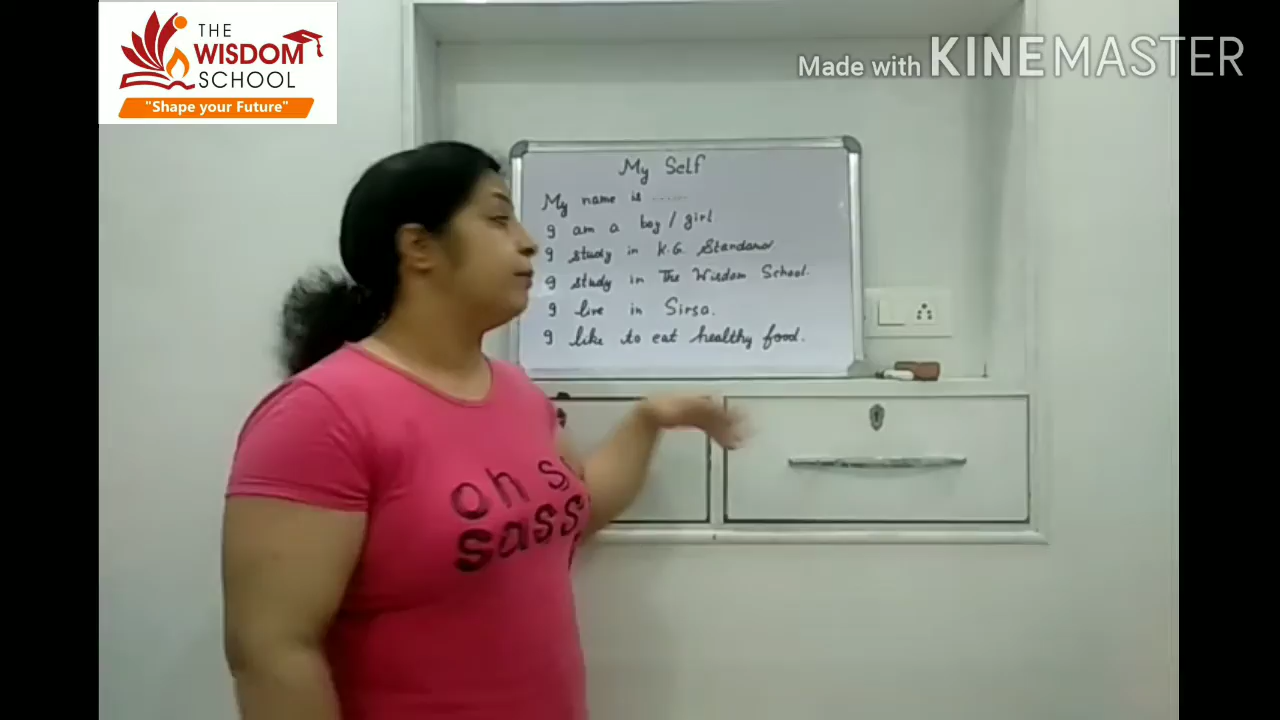 THE
WISDOM
SCHOOL
"Shape your Future"
Made with KINEMASTER
My Self
My name is ........
I am a boy / girl
I study in K.G. Standard
I study in The Wisdom School.
I live in Sirsa.
I like to eat healthy food.
oh s
sass